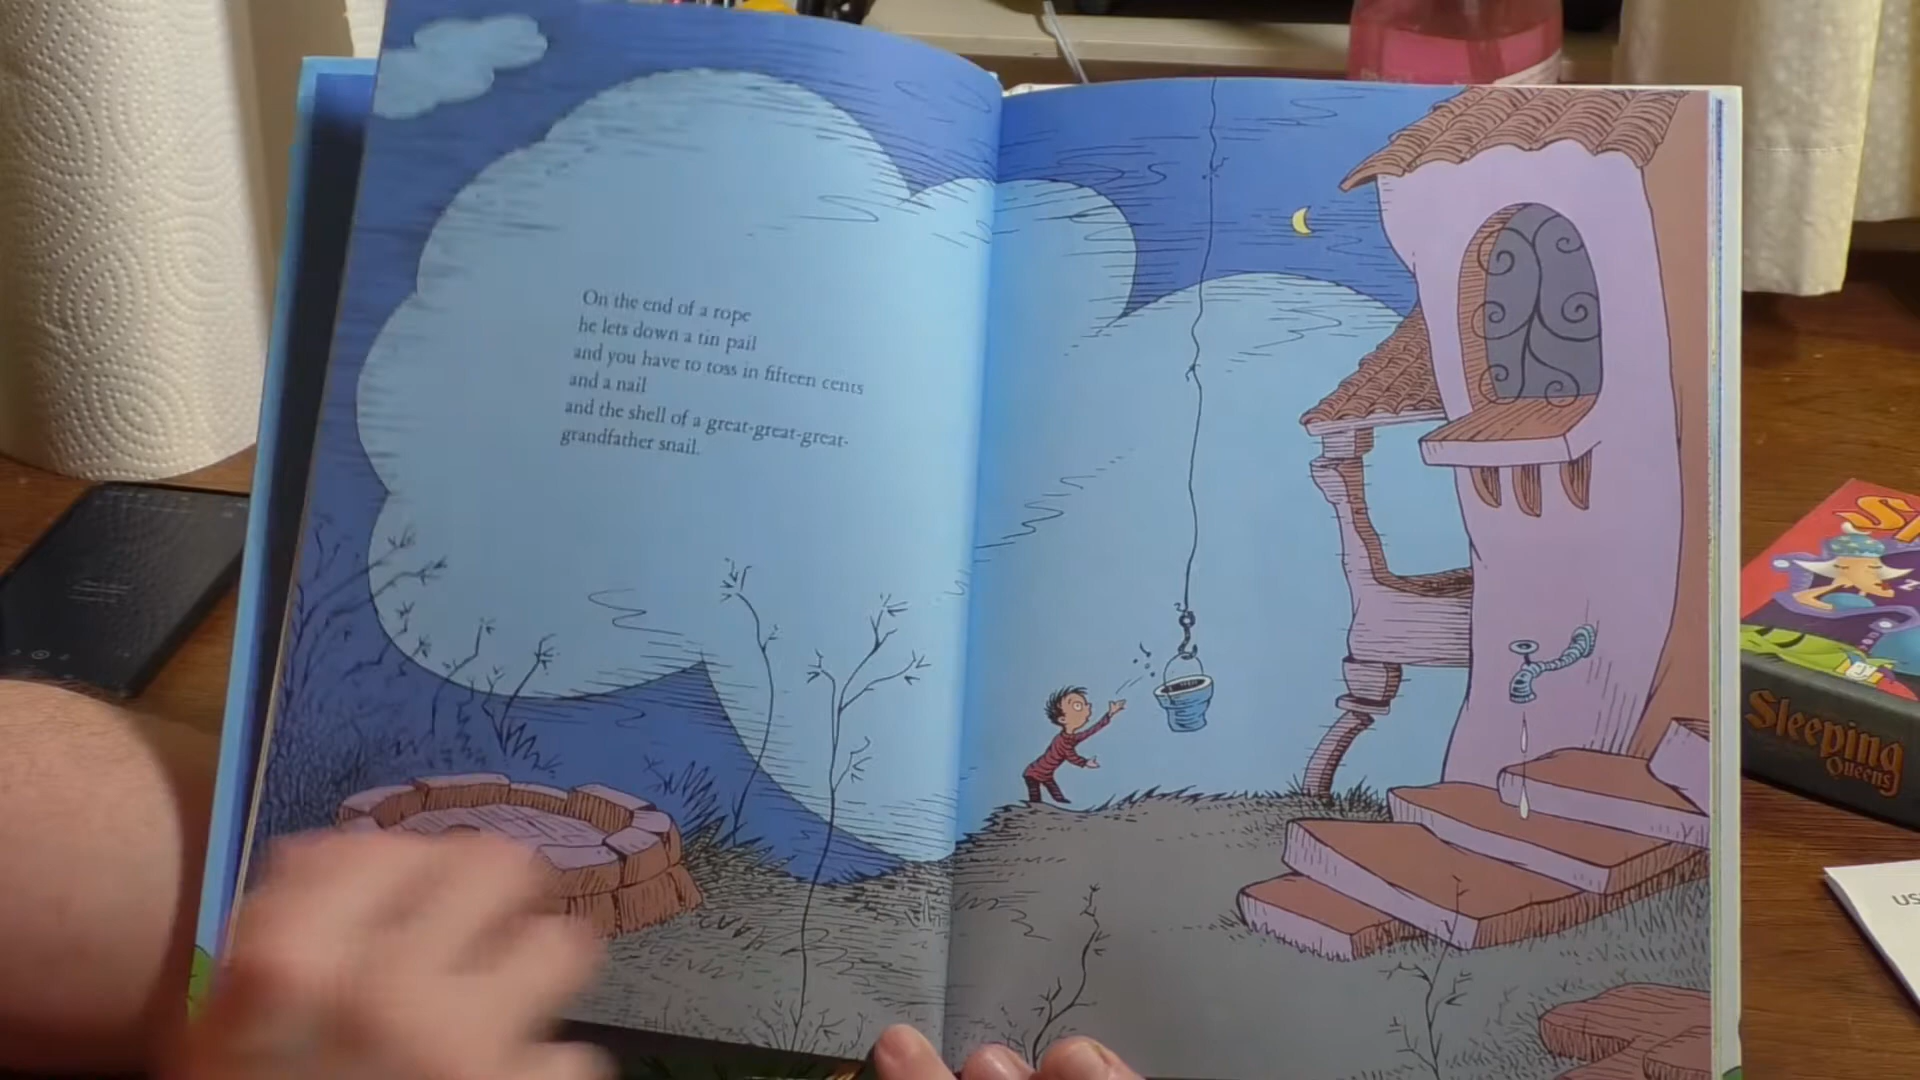 On the end of a rope
he lets down a tin pail
and you have to toss in fifteen cents
and a nail
and the shell of a great-great-great-
grandfather snail.
Sleeping
Queens